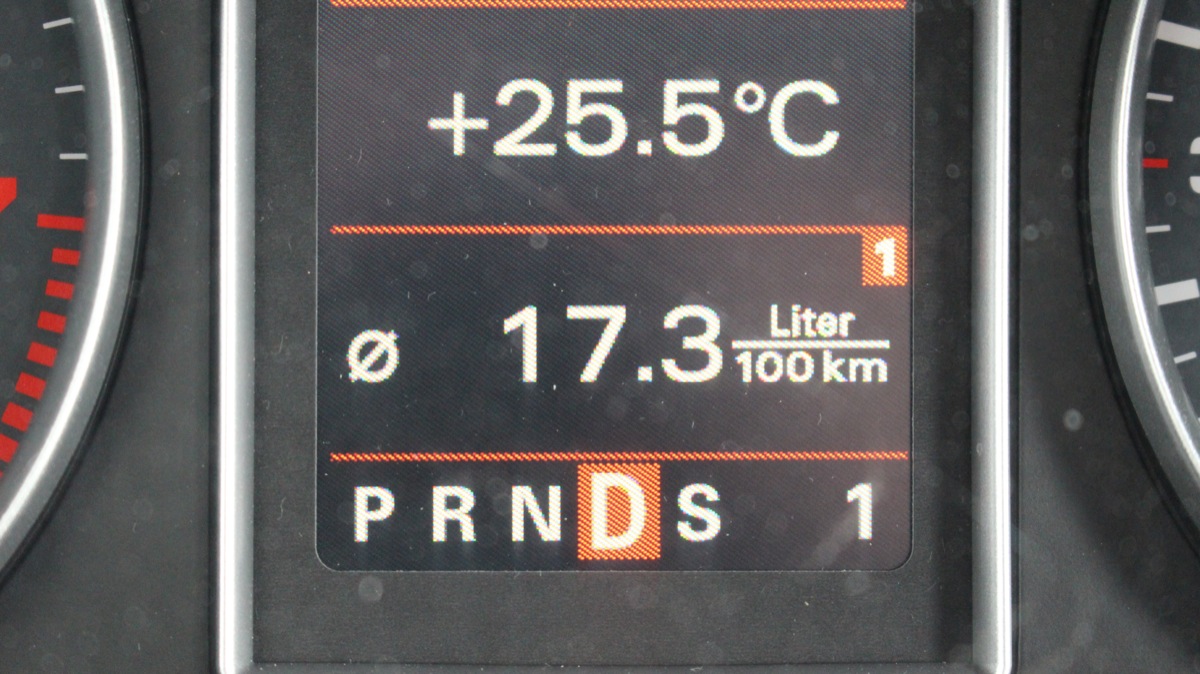 +25.5°C
1
Ø 17.3 Liter
100 km
P R N D S 1